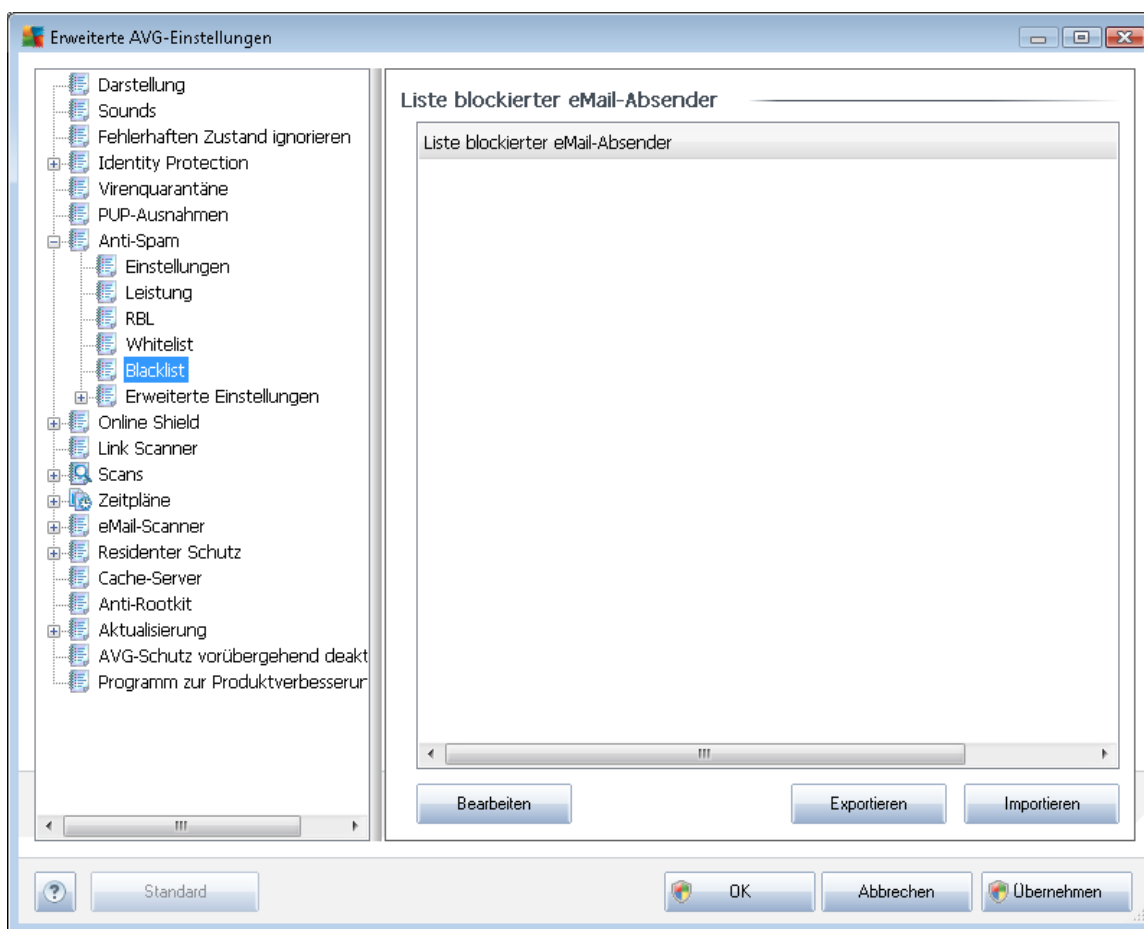 Erweiterte AVG-Einstellungen
Darstellung
Sounds
Fehlerhaften Zustand ignorieren
Identity Protection
Virenquarantäne
PUP-Ausnahmen
Anti-Spam
Einstellungen
Leistung
RBL
Whitelist
Blacklist
Erweiterte Einstellungen
Online Shield
Link Scanner
Scans
Zeitpläne
eMail-Scanner
Residenter Schutz
Cache-Server
Anti-Rootkit
Aktualisierung
AVG-Schutz vorübergehend deakt
Programm zur Produktverbesserur
Liste blockierter eMail-Absender
Liste blockierter eMail-Absender
Bearbeiten
Exportieren
Importieren
?
Standard
OK
Abbrechen
Übernehmen